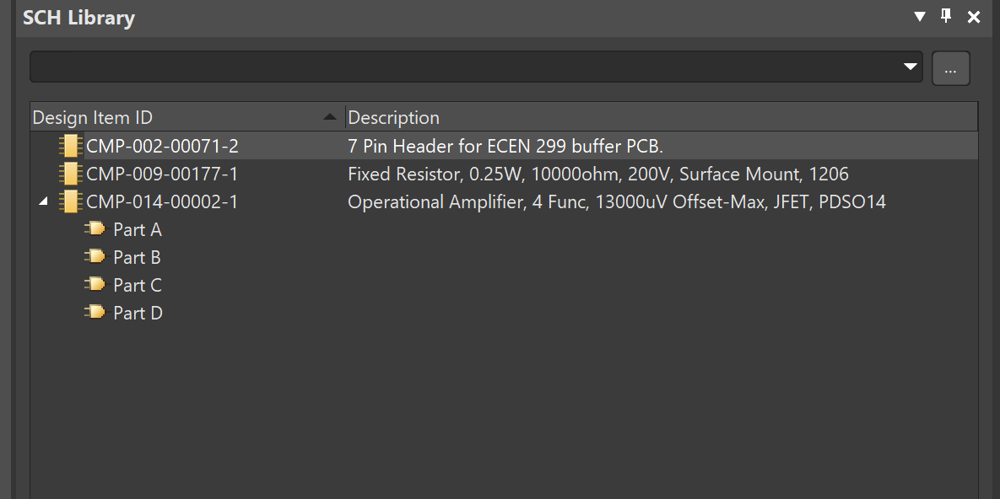 SCH Library
...
Design Item ID Description
CMP-002-00071-2 7 Pin Header for ECEN 299 buffer PCB.
CMP-009-00177-1 Fixed Resistor, 0.25W, 10000ohm, 200V, Surface Mount, 1206
CMP-014-00002-1 Operational Amplifier, 4 Func, 13000uV Offset-Max, JFET, PDSO14
Part A
Part B
Part C
Part D